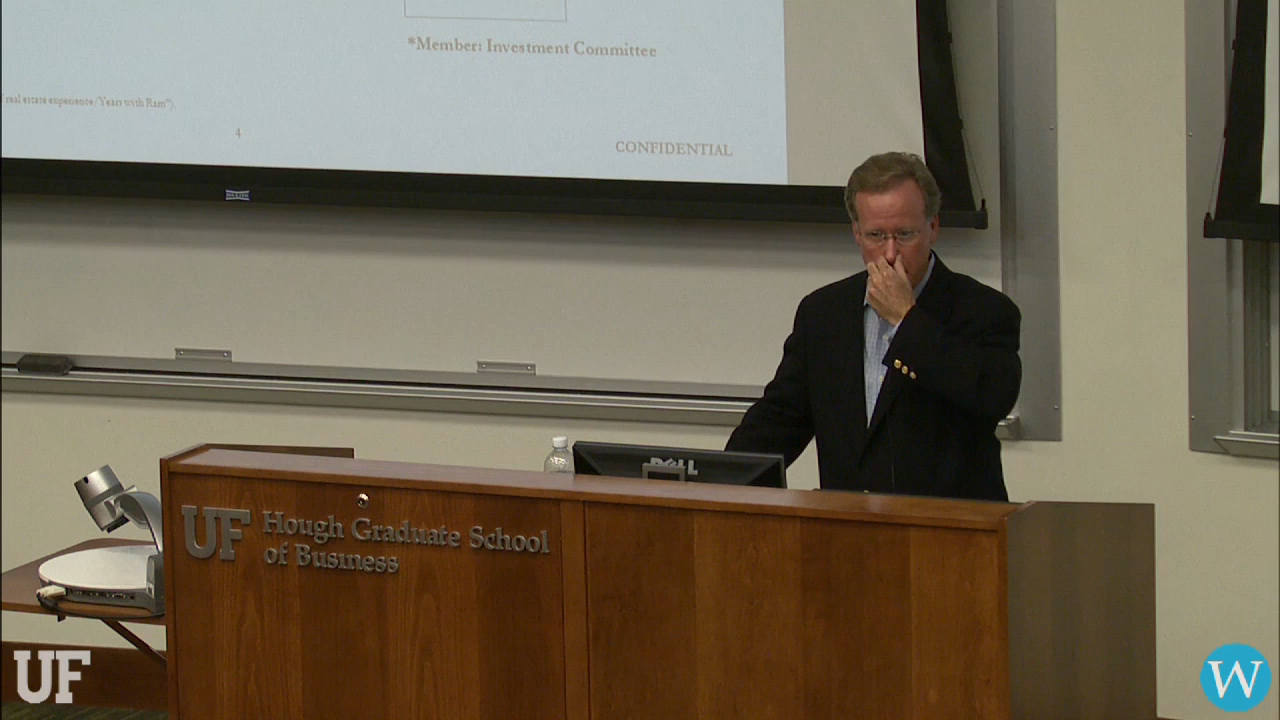 *Member: Investment Committee
real estate experience/Years with Ram").
4
CONFIDENTIAL
DELL
UF Hough Graduate School
of Business
UF
W